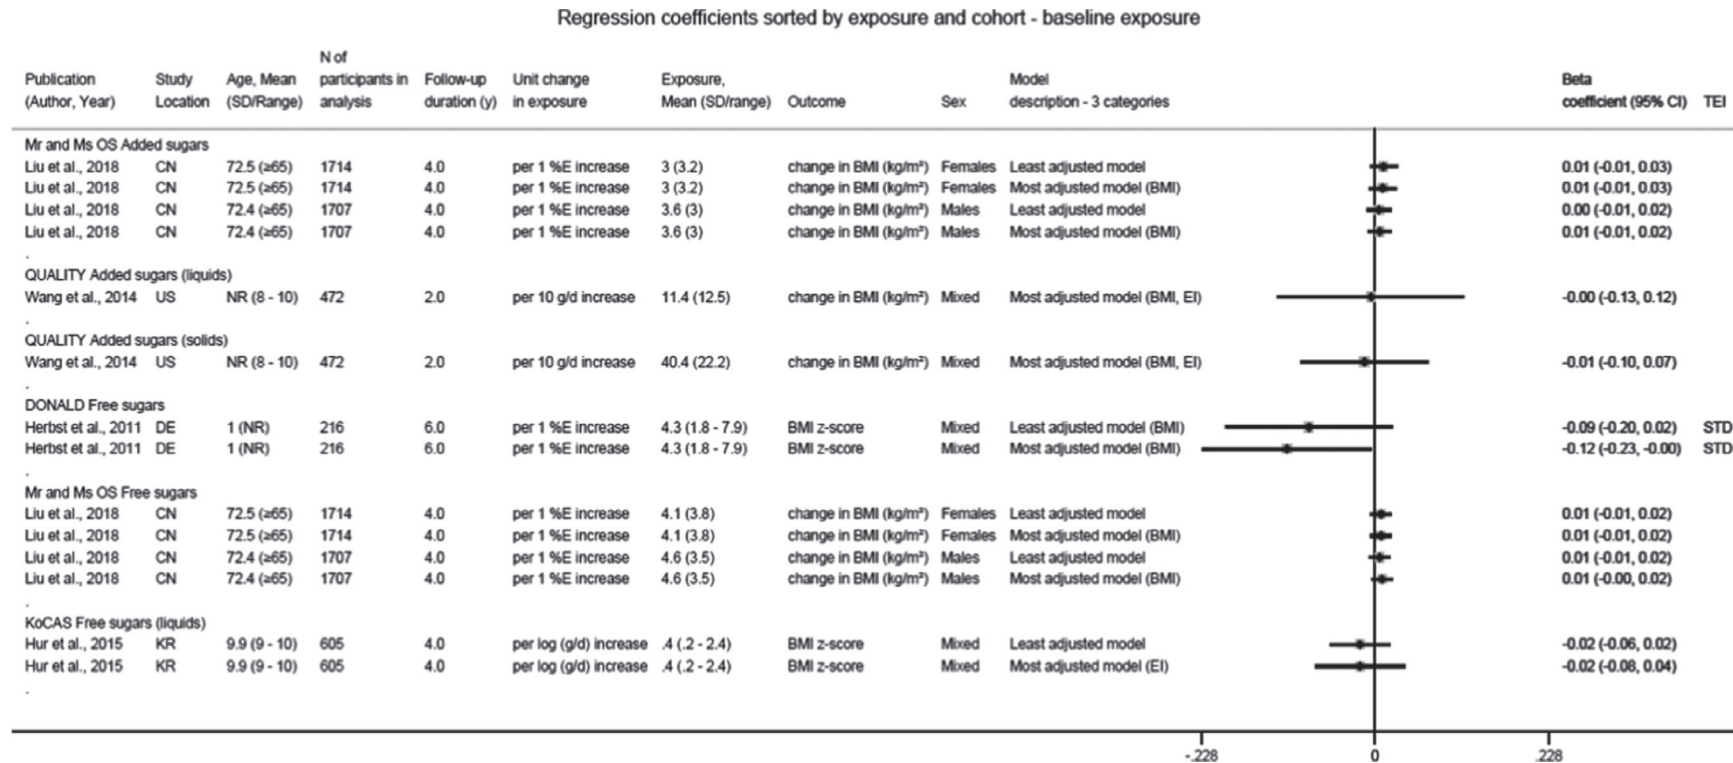 Regression coefficients sorted by exposure and cohort - baseline exposure
Publication (Author, Year) Study Location Age, Mean (SD/Range) N of participants in analysis Follow-up duration (y) Unit change in exposure Exposure, Mean (SD/range) Outcome Sex Model description - 3 categories Beta coefficient (95% CI) TEI
Mr and Ms OS Added sugars
Liu et al., 2018 CN 72.5 (≥65) 1714 4.0 per 1 %E increase 3 (3.2) change in BMI (kg/m²) Females Least adjusted model 0.01 (-0.01, 0.03)
Liu et al., 2018 CN 72.5 (≥65) 1714 4.0 per 1 %E increase 3 (3.2) change in BMI (kg/m²) Females Most adjusted model (BMI) 0.01 (-0.01, 0.03)
Liu et al., 2018 CN 72.4 (≥65) 1707 4.0 per 1 %E increase 3.6 (3) change in BMI (kg/m²) Males Least adjusted model 0.00 (-0.01, 0.02)
Liu et al., 2018 CN 72.4 (≥65) 1707 4.0 per 1 %E increase 3.6 (3) change in BMI (kg/m²) Males Most adjusted model (BMI) 0.01 (-0.01, 0.02)
.
QUALITY Added sugars (liquids)
Wang et al., 2014 US NR (8 - 10) 472 2.0 per 10 g/d increase 11.4 (12.5) change in BMI (kg/m²) Mixed Most adjusted model (BMI, EI) -0.00 (-0.13, 0.12)
.
QUALITY Added sugars (solids)
Wang et al., 2014 US NR (8 - 10) 472 2.0 per 10 g/d increase 40.4 (22.2) change in BMI (kg/m²) Mixed Most adjusted model (BMI, EI) -0.01 (-0.10, 0.07)
.
DONALD Free sugars
Herbst et al., 2011 DE 1 (NR) 216 6.0 per 1 %E increase 4.3 (1.8 - 7.9) BMI z-score Mixed Least adjusted model (BMI) -0.09 (-0.20, 0.02) STD
Herbst et al., 2011 DE 1 (NR) 216 6.0 per 1 %E increase 4.3 (1.8 - 7.9) BMI z-score Mixed Most adjusted model (BMI) -0.12 (-0.23, -0.00) STD
.
Mr and Ms OS Free sugars
Liu et al., 2018 CN 72.5 (≥65) 1714 4.0 per 1 %E increase 4.1 (3.8) change in BMI (kg/m²) Females Least adjusted model 0.01 (-0.01, 0.02)
Liu et al., 2018 CN 72.5 (≥65) 1714 4.0 per 1 %E increase 4.1 (3.8) change in BMI (kg/m²) Females Most adjusted model (BMI) 0.01 (-0.01, 0.02)
Liu et al., 2018 CN 72.4 (≥65) 1707 4.0 per 1 %E increase 4.6 (3.5) change in BMI (kg/m²) Males Least adjusted model 0.01 (-0.01, 0.02)
Liu et al., 2018 CN 72.4 (≥65) 1707 4.0 per 1 %E increase 4.6 (3.5) change in BMI (kg/m²) Males Most adjusted model (BMI) 0.01 (-0.00, 0.02)
.
KoCAS Free sugars (liquids)
Hur et al., 2015 KR 9.9 (9 - 10) 605 4.0 per log (g/d) increase .4 (.2 - 2.4) BMI z-score Mixed Least adjusted model -0.02 (-0.06, 0.02)
Hur et al., 2015 KR 9.9 (9 - 10) 605 4.0 per log (g/d) increase .4 (.2 - 2.4) BMI z-score Mixed Most adjusted model (EI) -0.02 (-0.08, 0.04)
.
-.228 0 .228